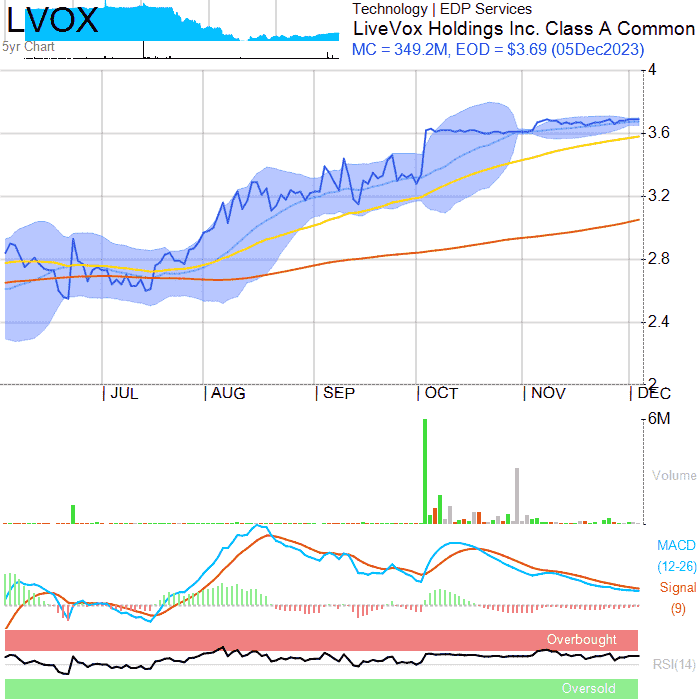 LVOX
5yr Chart
Technology | EDP Services
LiveVox Holdings Inc. Class A Common
MC = 349.2M, EOD = $3.69 (05Dec2023)
4
3.6
3.2
2.8
2.4
2
| JUL | AUG | SEP | OCT | NOV | DEC
6M
Volume
MACD
(12-26)
Signal
(9)
Overbought
RSI(14)
Oversold